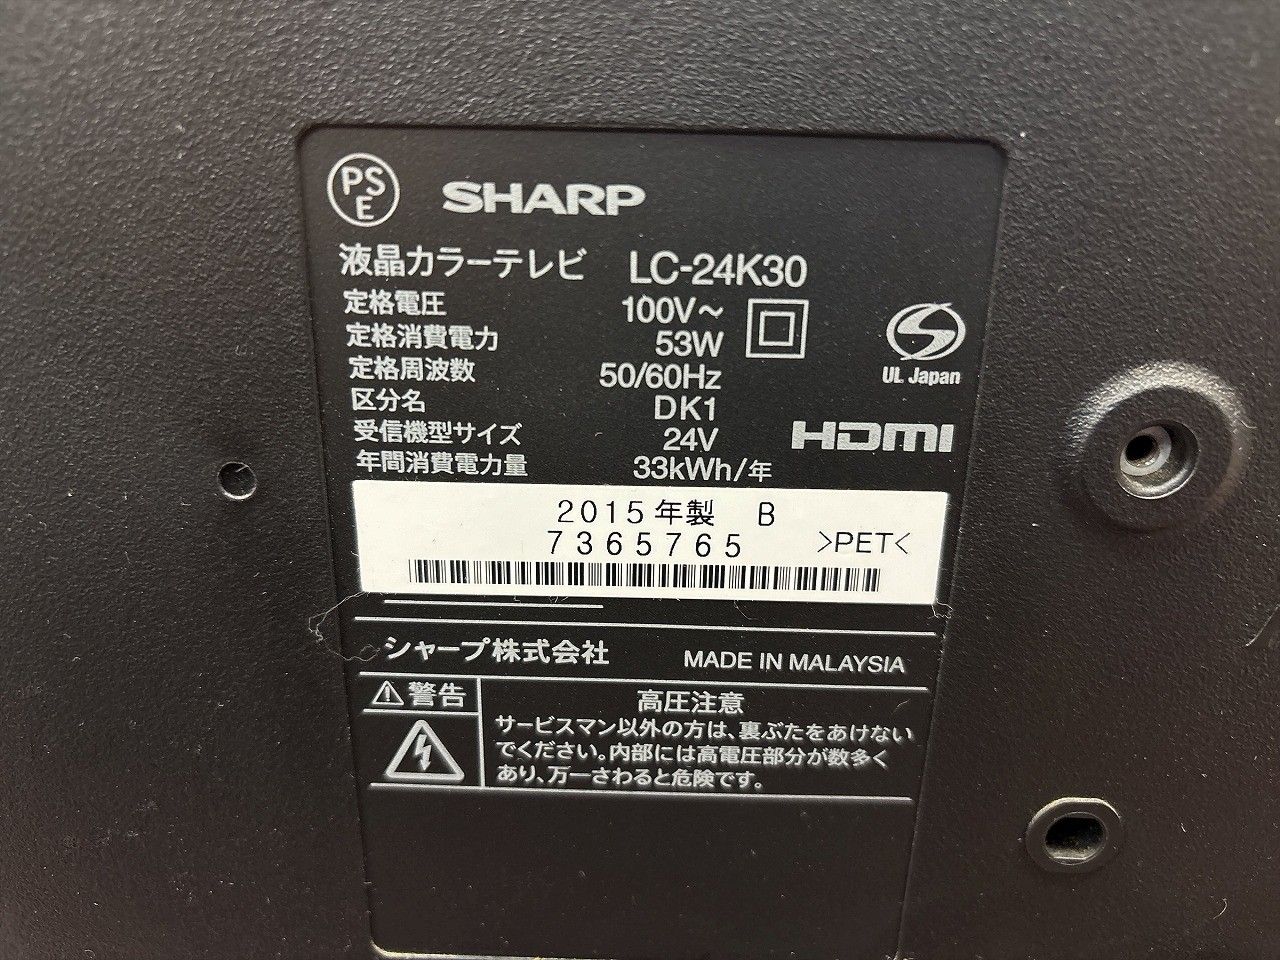 PS
E
SHARP
液晶カラーテレビ LC-24K30
定格電圧 100V～
定格消費電力 53W
定格周波数 50/60Hz
区分名 DK1
受信機型サイズ 24V
年間消費電力量 33kWh/年
UL Japan
HDMI
2015年製 B
7365765 >PET<
シャープ株式会社 MADE IN MALAYSIA
⚠警告
高圧注意
サービスマン以外の方は、裏ぶたをあけない
でください。内部には高電圧部分が数多く
あり、万一さわると危険です。